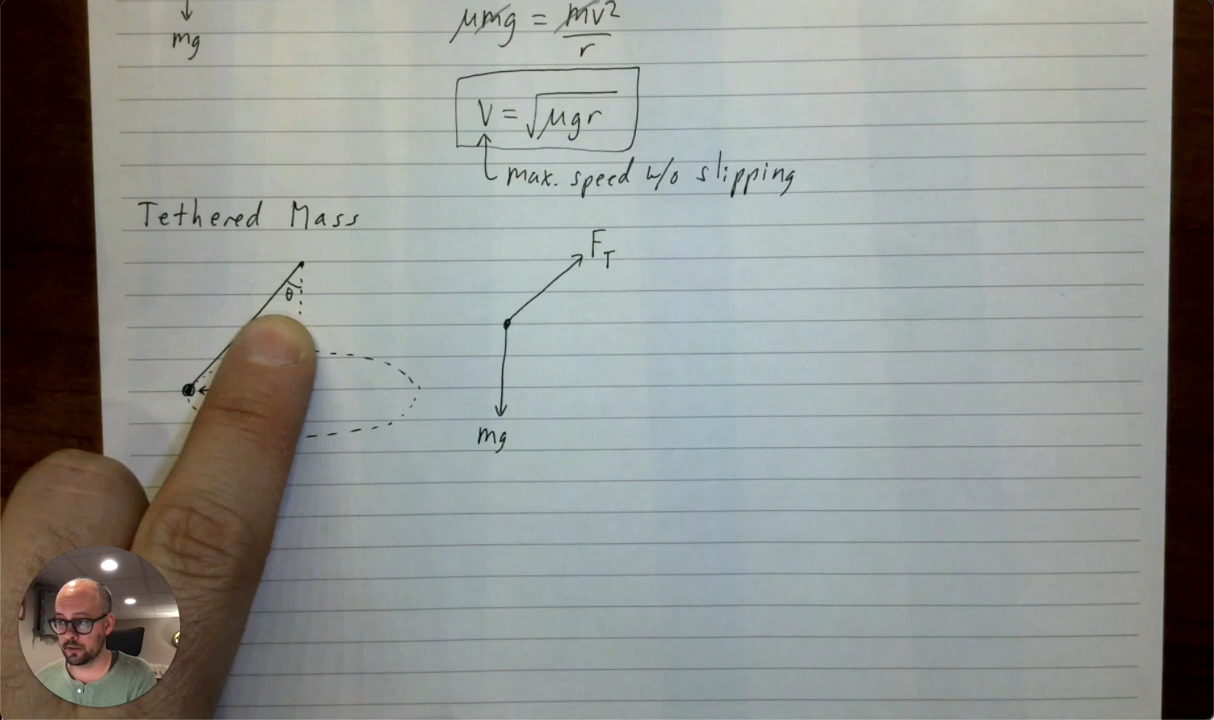 mg
μmg = mv²/r
V = √μgr
max. speed w/o slipping
Tethered Mass
θ
F_T
mg